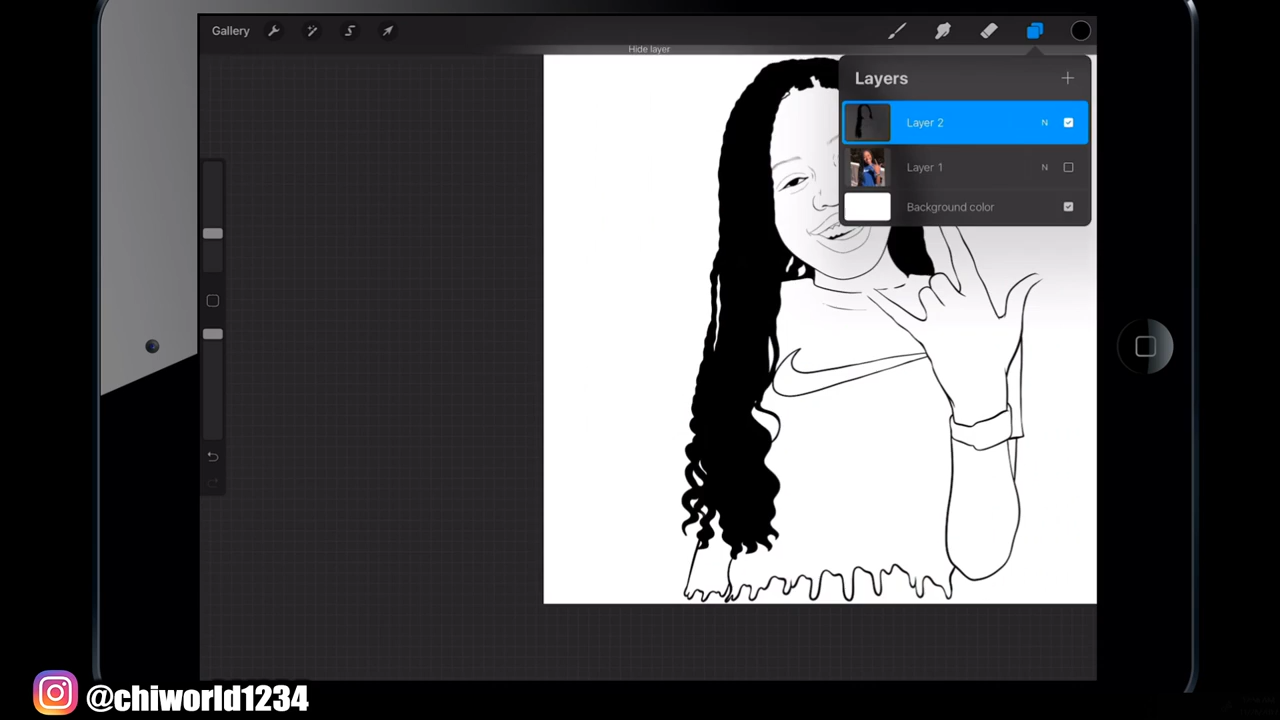 Gallery
Hide layer
Layers
Layer 2 N
Layer 1 N
Background color
@chiworld1234